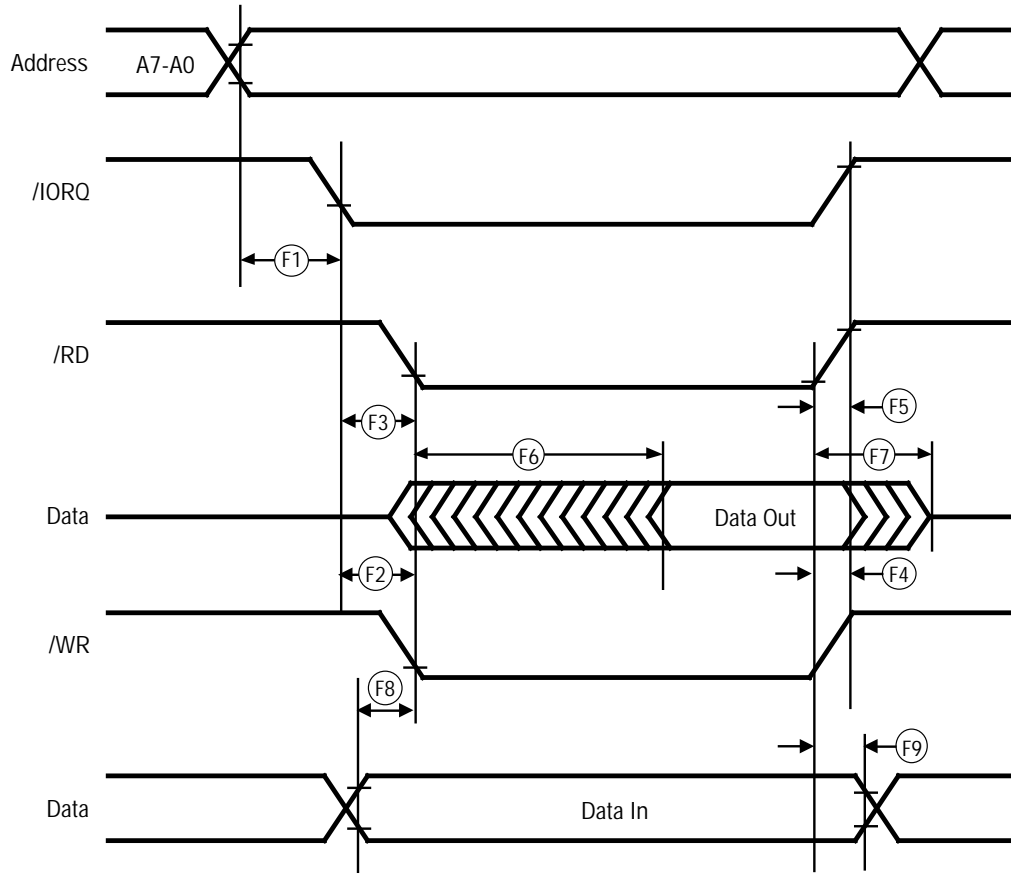 Address A7-A0
/IORQ
F1
/RD
F3 F5
F6 F7
Data Data Out
F2 F4
/WR
F8
F9
Data Data In